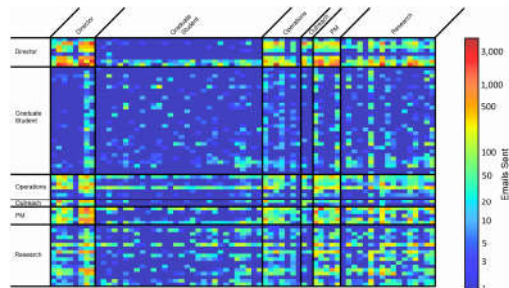 Director
Graduate
Student
Operations
Outreach
PM
Research
Director
Graduate
Student
Operations
Outreach
PM
Research
3,000
1,000
500
100
50
20
10
5
3
1
Emails Sent